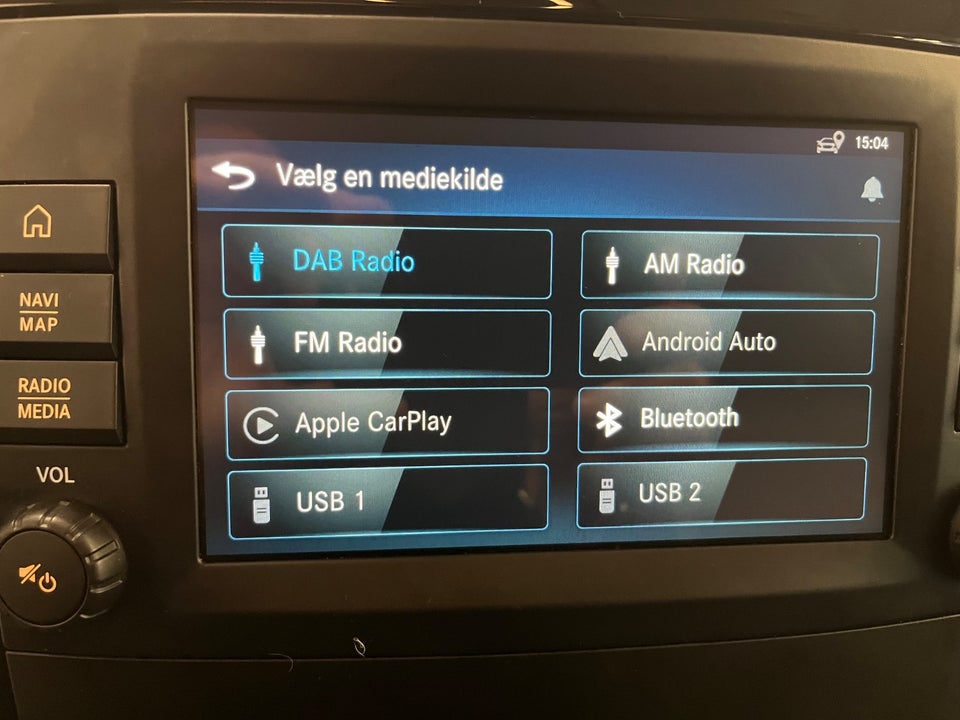 15:04
Vælg en mediekilde
DAB Radio
AM Radio
FM Radio
Android Auto
Apple CarPlay
Bluetooth
USB 1
USB 2
NAVI
MAP
RADIO
MEDIA
VOL